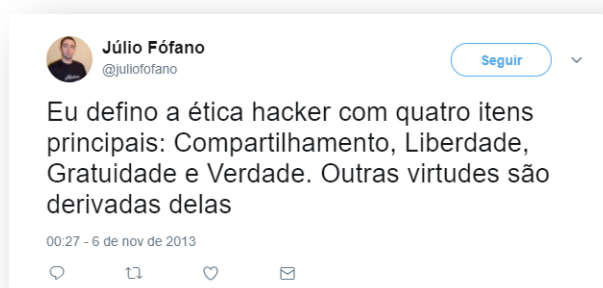 Júlio Fófano
@juliofofano
Seguir
Eu defino a ética hacker com quatro itens
principais: Compartilhamento, Liberdade,
Gratuidade e Verdade. Outras virtudes são
derivadas delas
00:27 - 6 de nov de 2013